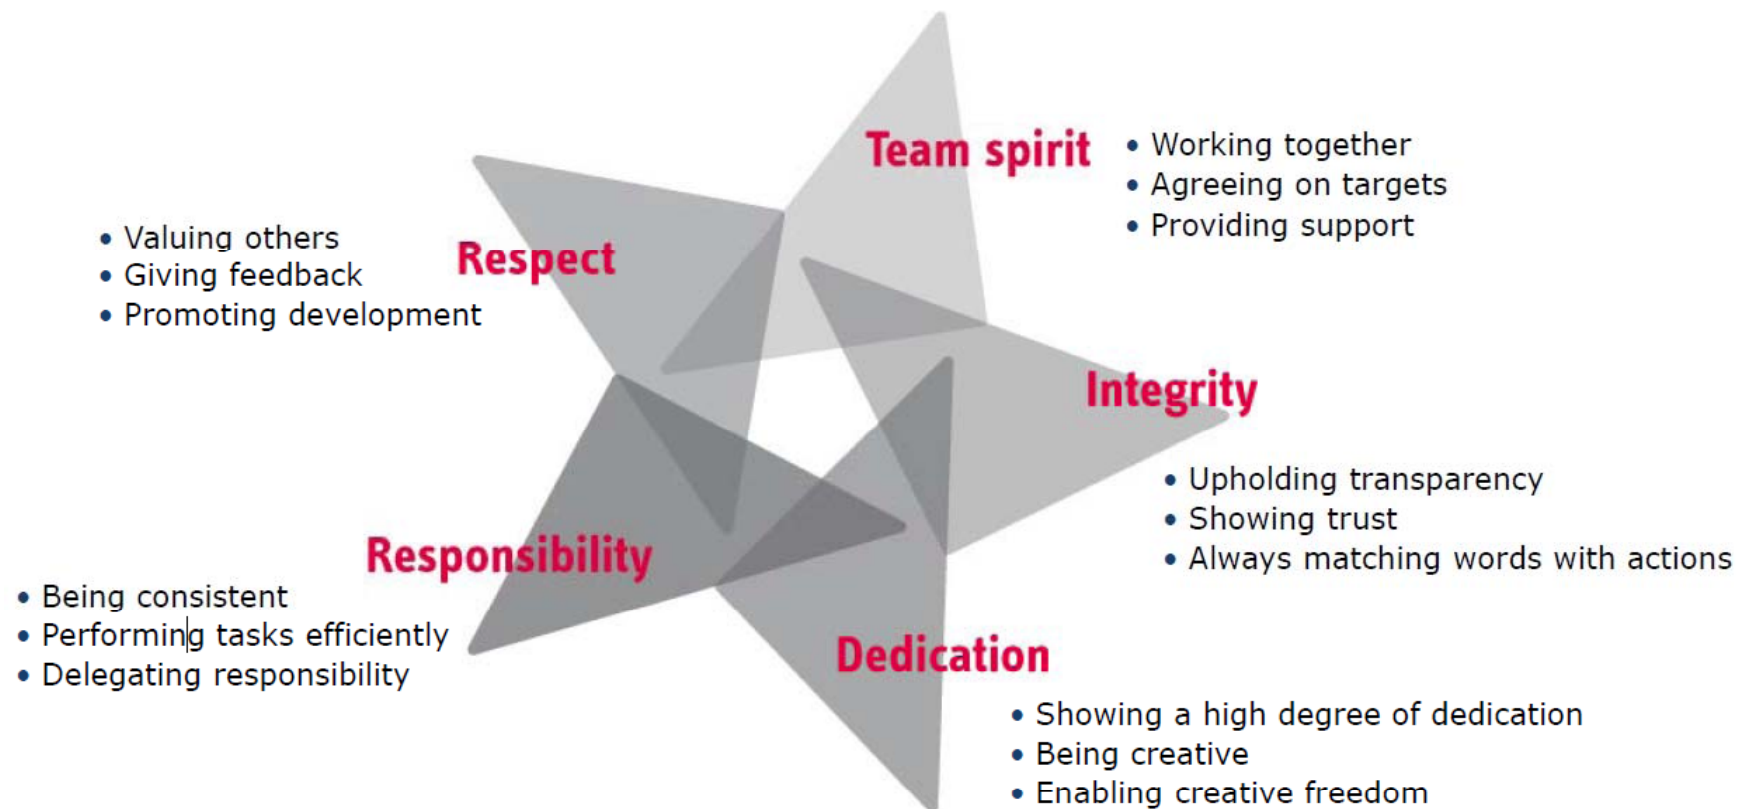 Team spirit
• Working together
• Agreeing on targets
• Providing support
Integrity
• Upholding transparency
• Showing trust
• Always matching words with actions
Dedication
• Showing a high degree of dedication
• Being creative
• Enabling creative freedom
Responsibility
• Being consistent
• Performing tasks efficiently
• Delegating responsibility
Respect
• Valuing others
• Giving feedback
• Promoting development